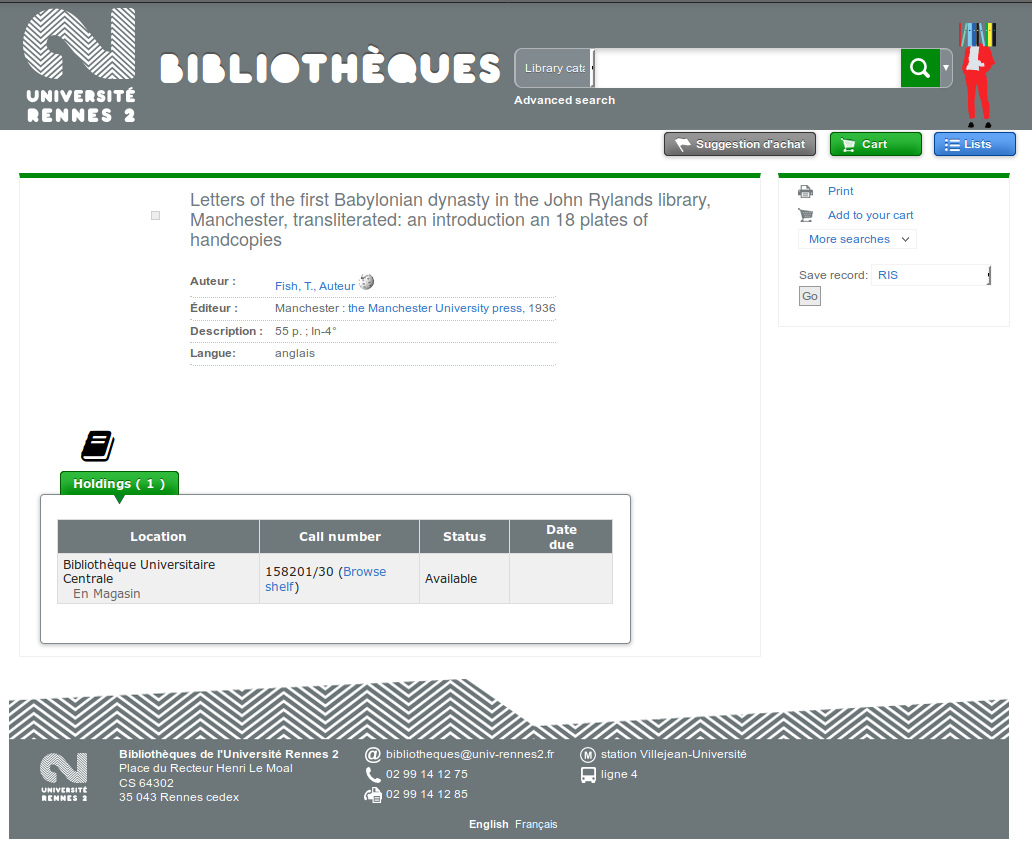 UNIVERSITÉ
RENNES 2
BIBLIOTHÈQUES
Library cata
Advanced search
Suggestion d'achat
Cart
Lists
Letters of the first Babylonian dynasty in the John Rylands library,
Manchester, transliterated: an introduction an 18 plates of
handcopies
Auteur :
Fish, T., Auteur
Éditeur :
Manchester : the Manchester University press, 1936
Description :
55 p. ; In-4°
Langue:
anglais
Print
Add to your cart
More searches
Save record: RIS
Go
Holdings ( 1 )
Location
Call number
Status
Date
due
Bibliothèque Universitaire
Centrale
En Magasin
158201/30 (Browse
shelf)
Available
UNIVERSITÉ
RENNES 2
Bibliothèques de l'Université Rennes 2
Place du Recteur Henri Le Moal
CS 64302
35 043 Rennes cedex
@ bibliotheques@univ-rennes2.fr
02 99 14 12 75
02 99 14 12 85
M station Villejean-Université
ligne 4
English Français